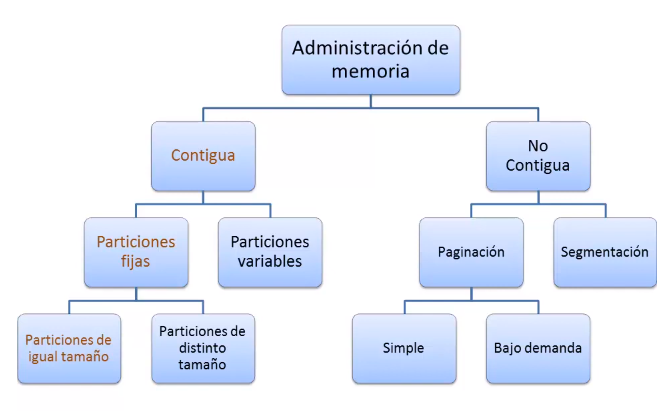 Administración de
memoria
Contigua
No
Contigua
Particiones
fijas
Particiones
variables
Paginación
Segmentación
Particiones de
igual tamaño
Particiones de
distinto
tamaño
Simple
Bajo demanda